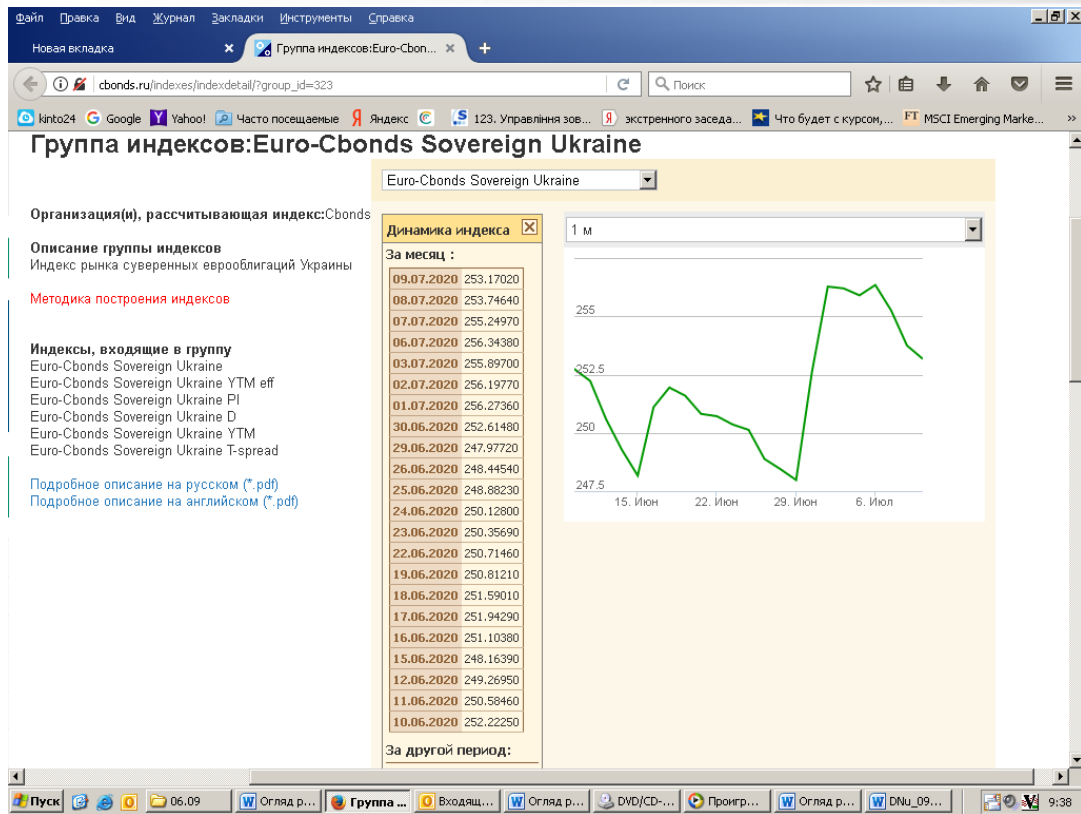 Файл Правка Вид Журнал Закладки Инструменты Справка
Новая вкладка
Группа индексов:Euro-Cbon...
cbonds.ru/indexes/indexdetail/?group_id=323
Поиск
kinto24 Google Yahoo! Часто посещаемые Яндекс 123. Управління зов... экстренного заседа... Что будет с курсом,... FT MSCI Emerging Marke... »
Группа индексов:Euro-Cbonds Sovereign Ukraine
Euro-Cbonds Sovereign Ukraine
Организация(и), рассчитывающая индекс:Cbonds
Описание группы индексов
Индекс рынка суверенных еврооблигаций Украины
Методика построения индексов
Индексы, входящие в группу
Euro-Cbonds Sovereign Ukraine
Euro-Cbonds Sovereign Ukraine YTM eff
Euro-Cbonds Sovereign Ukraine PI
Euro-Cbonds Sovereign Ukraine D
Euro-Cbonds Sovereign Ukraine YTM
Euro-Cbonds Sovereign Ukraine T-spread
Подробное описание на русском (*.pdf)
Подробное описание на английском (*.pdf)
Динамика индекса
За месяц :
09.07.2020 253.17020
08.07.2020 253.74640
07.07.2020 255.24970
06.07.2020 256.34380
03.07.2020 255.89700
02.07.2020 256.19770
01.07.2020 256.27360
30.06.2020 252.61480
29.06.2020 247.97720
26.06.2020 248.44540
25.06.2020 248.88230
24.06.2020 250.12800
23.06.2020 250.35690
22.06.2020 250.71460
19.06.2020 250.81210
18.06.2020 251.59010
17.06.2020 251.94290
16.06.2020 251.10380
15.06.2020 248.16390
12.06.2020 249.26950
11.06.2020 250.58460
10.06.2020 252.22250
За другой период:
1 м
255
252.5
250
247.5
15. Июн 22. Июн 29. Июн 6. Июл
Пуск 06.09 Огляд р... Группа ... Входящ... Огляд р... DVD/CD-... Проигр... Огляд р... DNu_09... 9:38